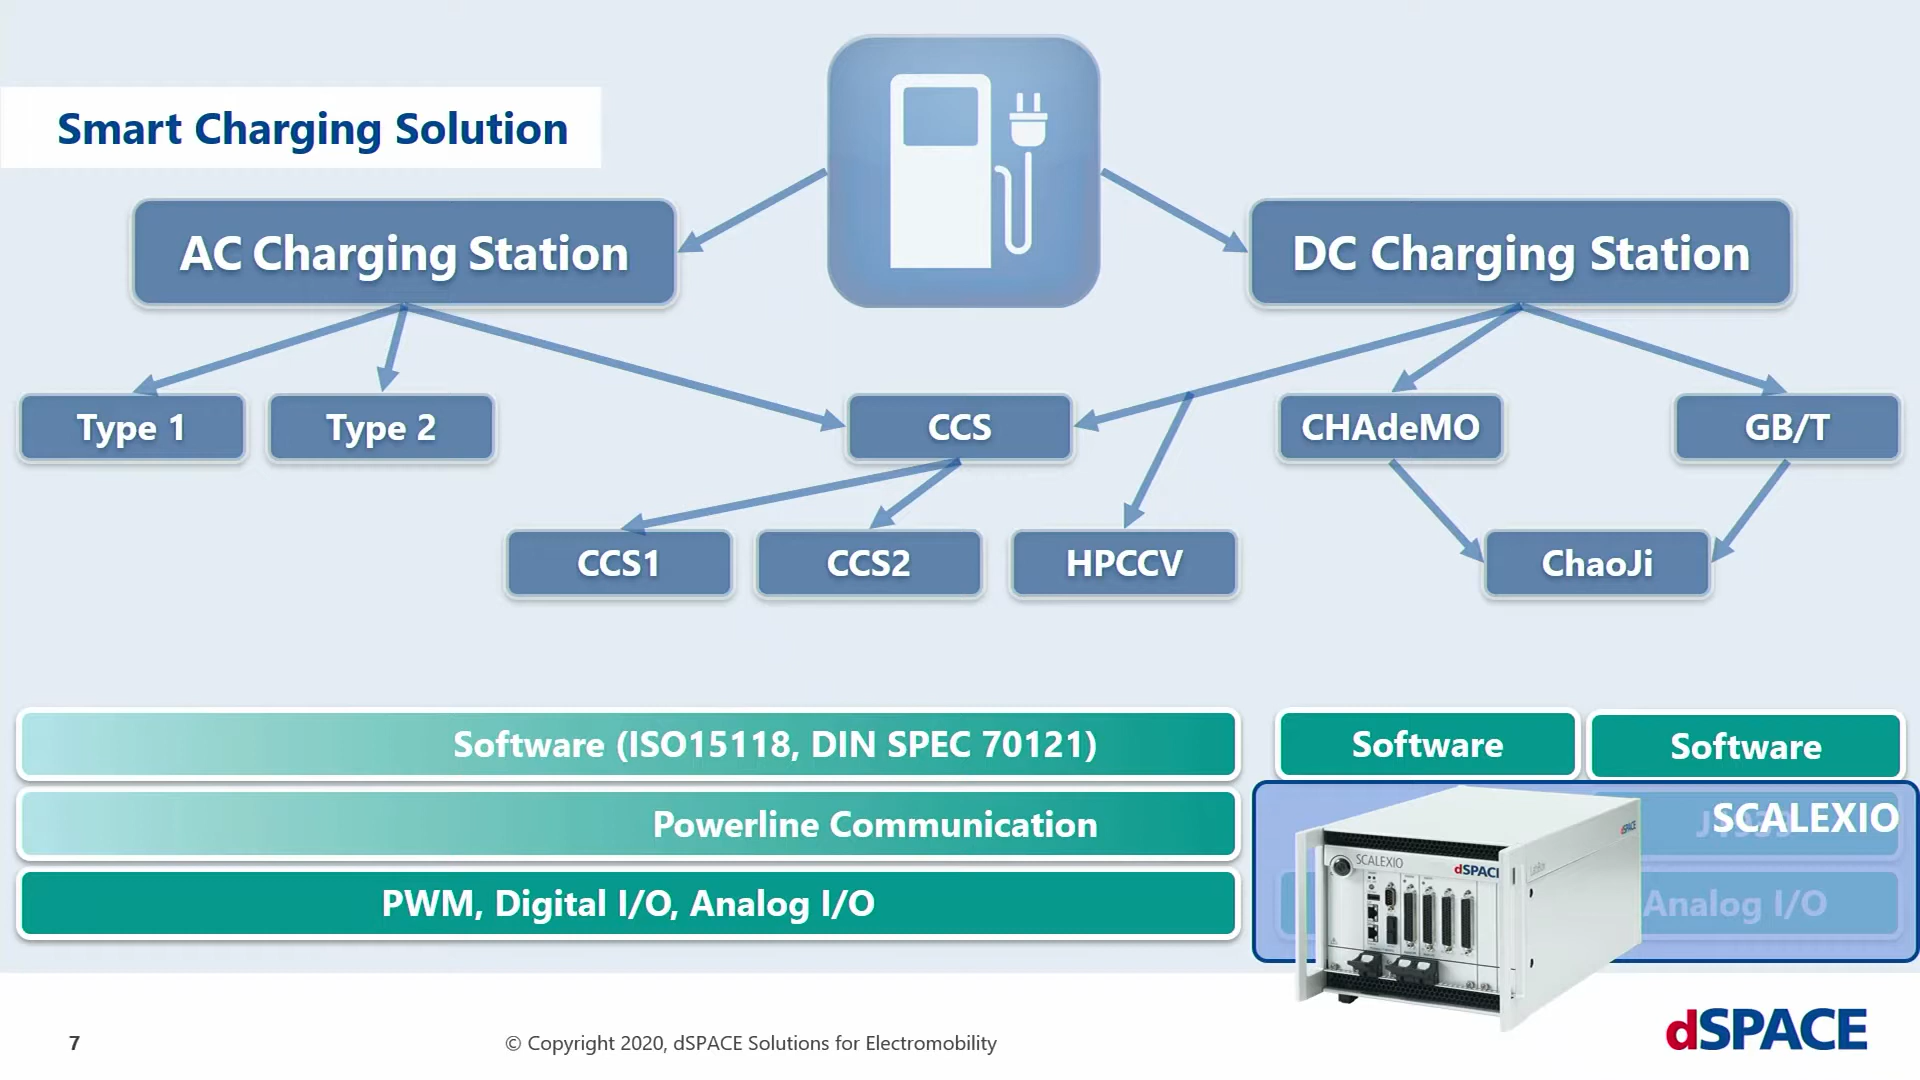 Smart Charging Solution
AC Charging Station
DC Charging Station
Type 1
Type 2
CCS
CHAdeMO
GB/T
CCS1
CCS2
HPCCV
ChaoJi
Software (ISO15118, DIN SPEC 70121)
Software
Software
Powerline Communication
SCALEXIO
SCALEXIO
dSPACE
PWM, Digital I/O, Analog I/O
Analog I/O
7
© Copyright 2020, dSPACE Solutions for Electromobility
dSPACE